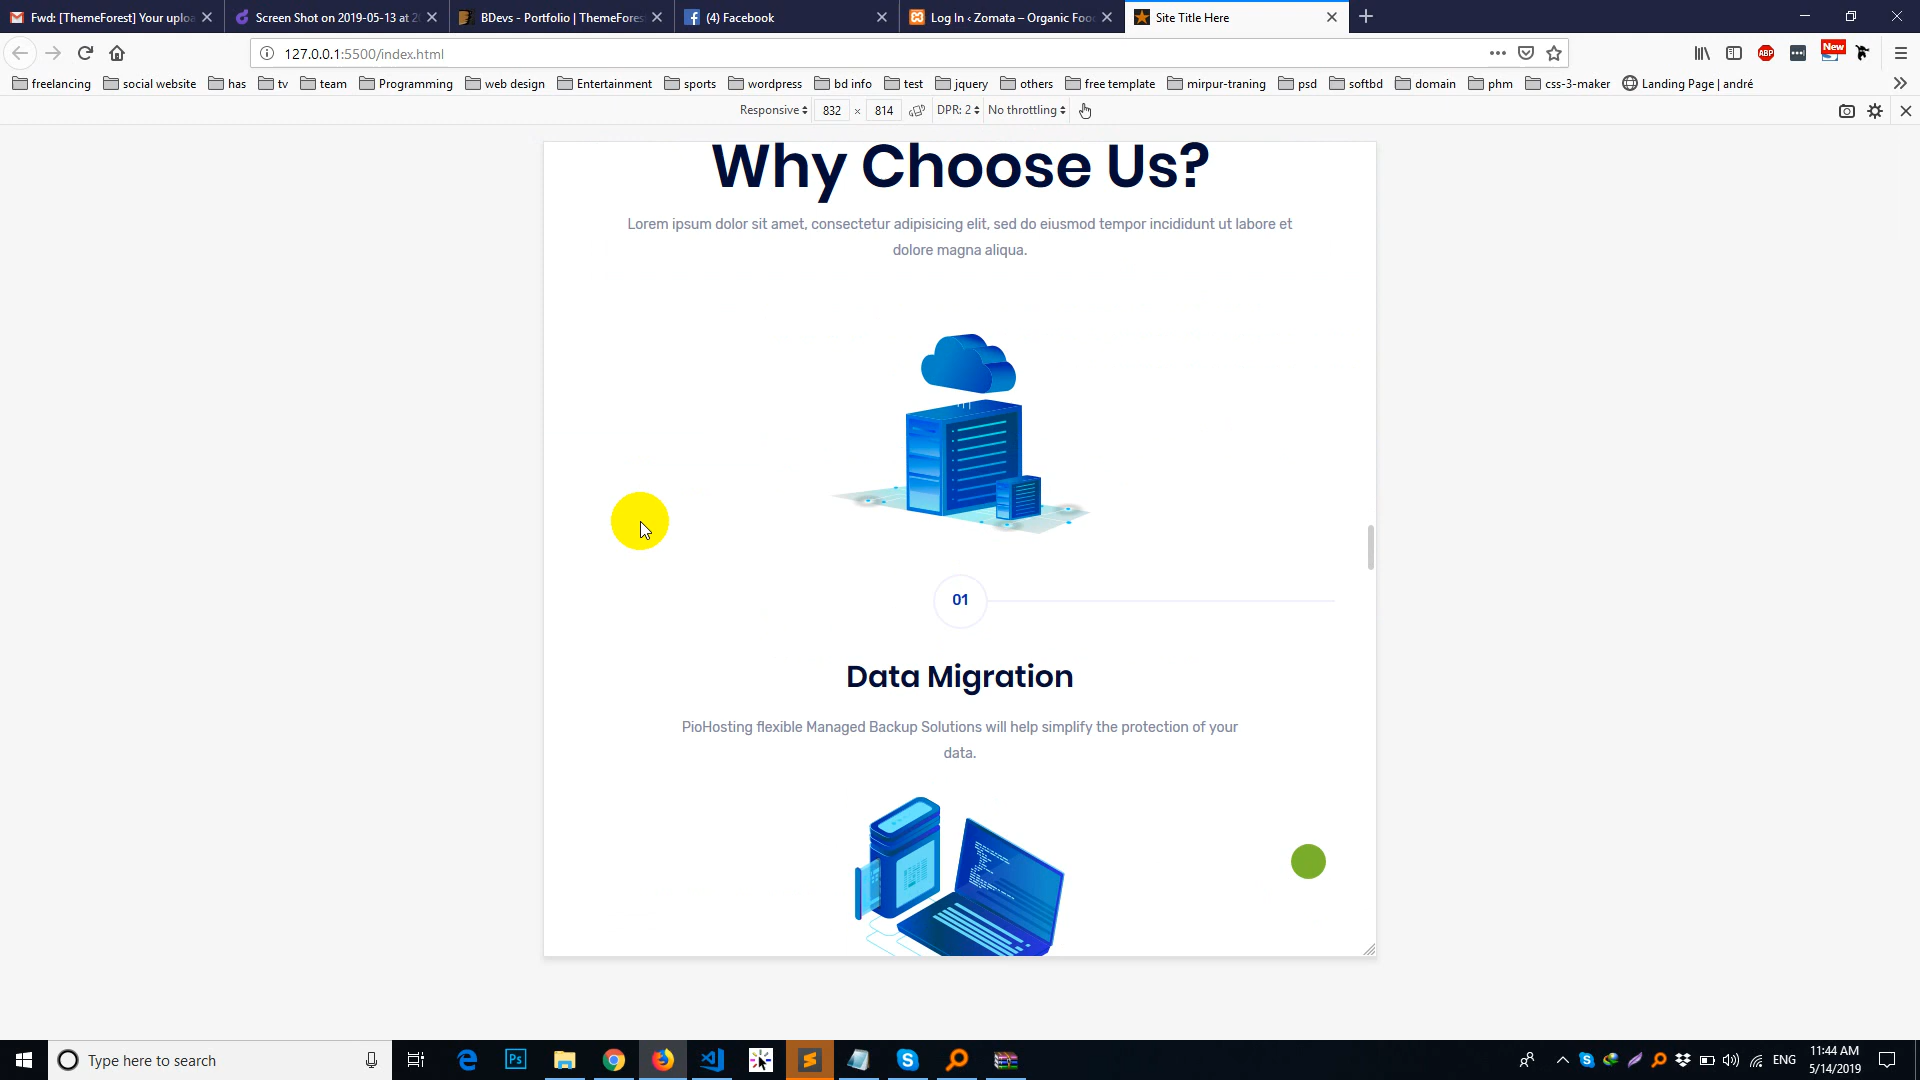 Fwd: [ThemeForest] Your uploa
Screen Shot on 2019-05-13 at 2
BDevs - Portfolio | ThemeFores
(4) Facebook
Log In ‹ Zomata – Organic Foo
Site Title Here
127.0.0.1:5500/index.html
ABP
New
freelancing
social website
has
tv
team
Programming
web design
Entertainment
sports
wordpress
bd info
test
jquery
others
free template
mirpur-traning
psd
softbd
domain
phm
css-3-maker
Landing Page | andré
Responsive
832
×
814
DPR: 2
No throttling
Why Choose Us?
Lorem ipsum dolor sit amet, consectetur adipisicing elit, sed do eiusmod tempor incididunt ut labore et
dolore magna aliqua.
01
Data Migration
PioHosting flexible Managed Backup Solutions will help simplify the protection of your
data.
Type here to search
Ps
ENG
11:44 AM
5/14/2019